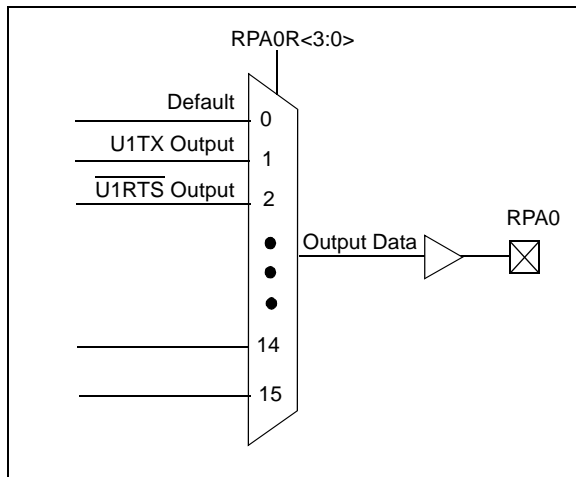 RPA0R<3:0>
Default
0
U1TX Output
1
U1RTS Output
2
RPA0
Output Data
14
15